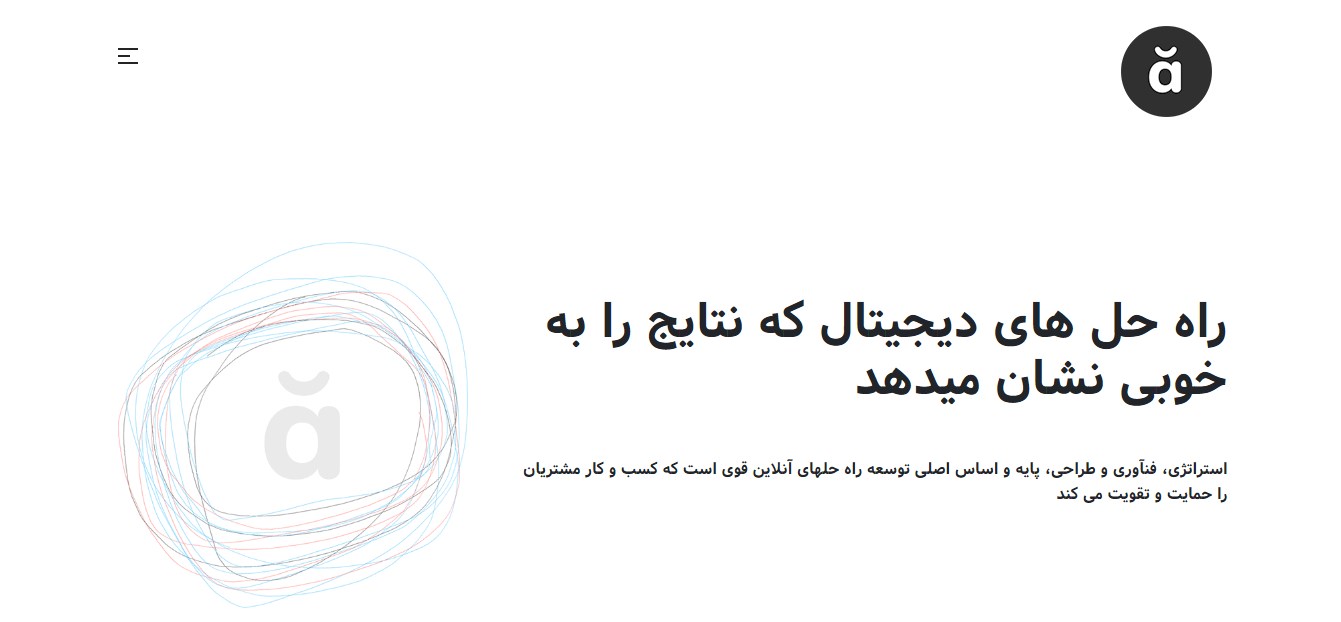 ă
راه حل های دیجیتال که نتایج را به
خوبی نشان میدهد
ă
استراتژی، فنآوری و طراحی، پایه و اساس اصلی توسعه راه حلهای آنلاین قوی است که کسب و کار مشتریان
را حمایت و تقویت می کند